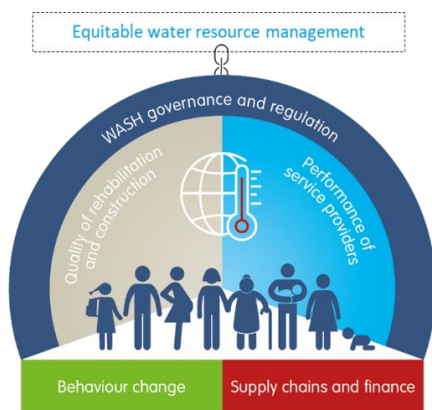 Equitable water resource management
WASH governance and regulation
Quality of rehabilitation
and construction
Performance of
service providers
Behaviour change
Supply chains and finance